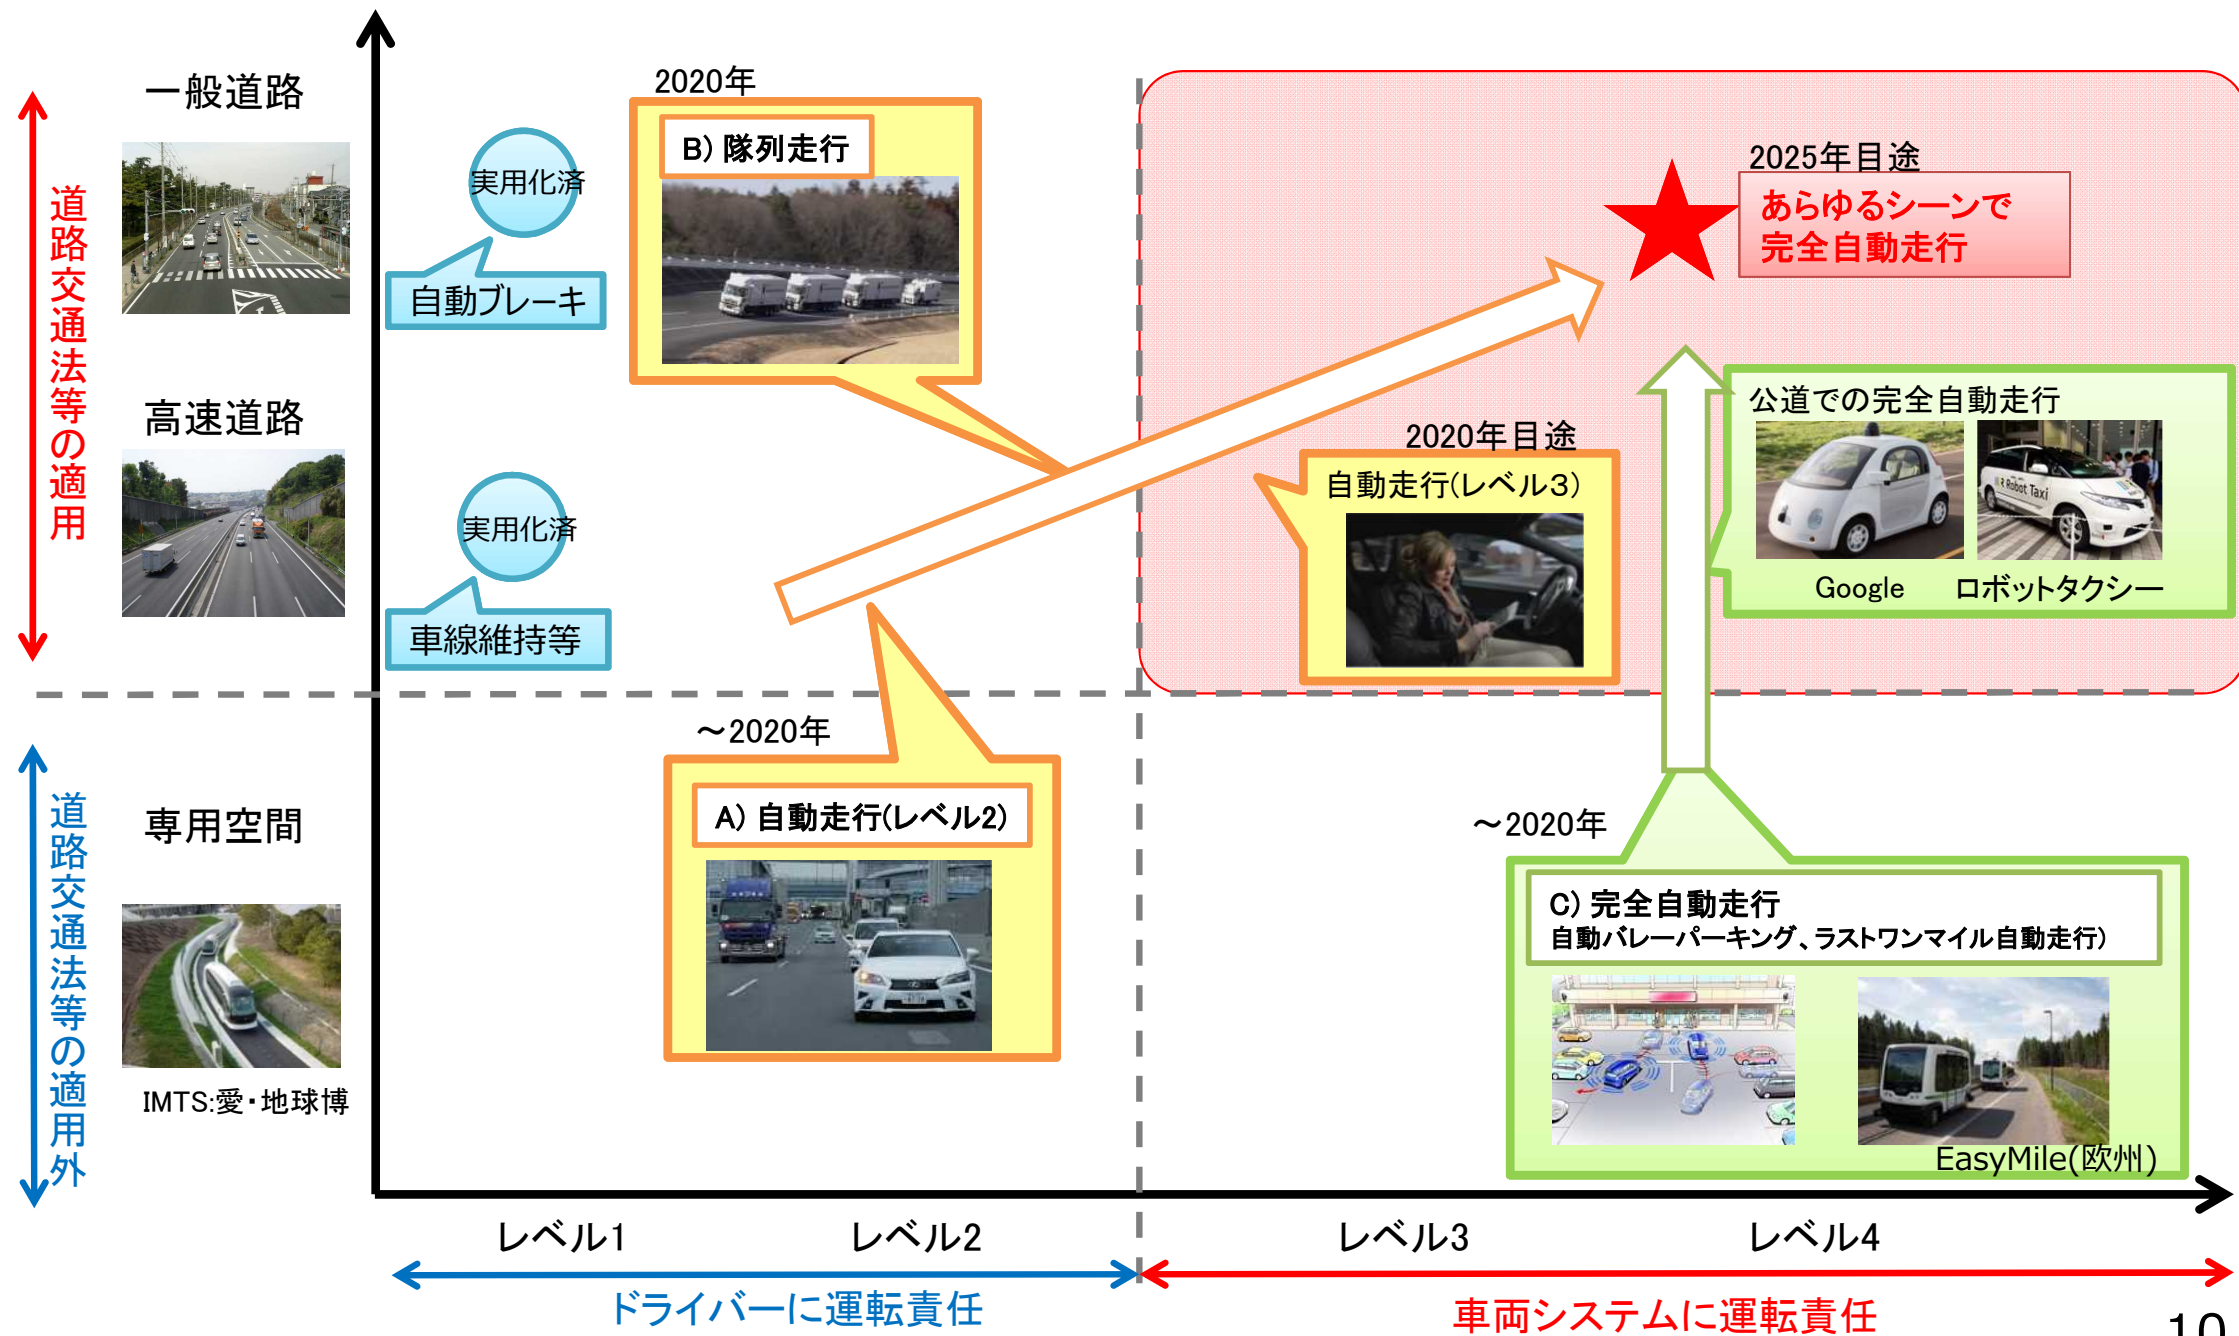 一般道路
2020年
B) 隊列走行
実用化済
自動ブレーキ
2025年目途
あらゆるシーンで
完全自動走行
道路交通法等の適用
高速道路
実用化済
車線維持等
2020年目途
自動走行(レベル3)
公道での完全自動走行
Robot Taxi
Google
ロボットタクシー
～2020年
A) 自動走行(レベル2)
～2020年
C) 完全自動走行
自動バレーパーキング、ラストワンマイル自動走行)
EasyMile(欧州)
道路交通法等の適用外
専用空間
IMTS:愛・地球博
レベル1
レベル2
レベル3
レベル4
ドライバーに運転責任
車両システムに運転責任
10